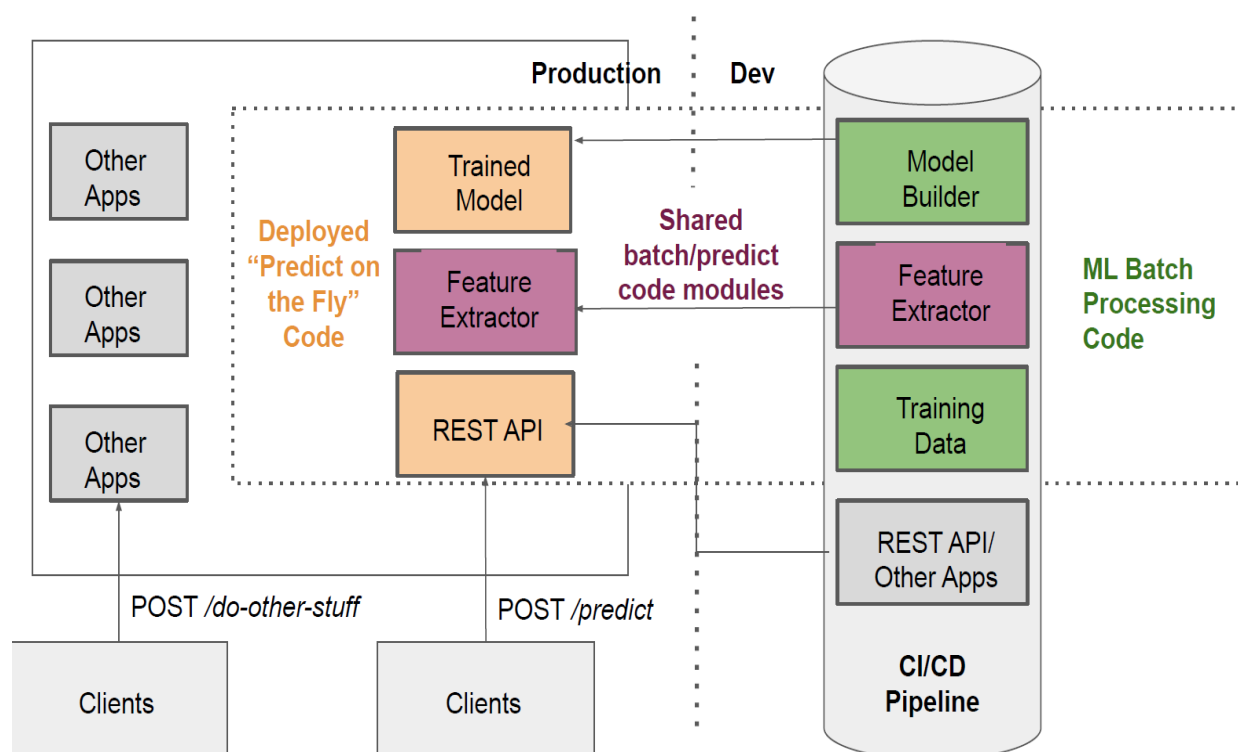 Production
Dev
Other
Apps
Trained
Model
Model
Builder
Deployed
“Predict on
the Fly”
Code
Shared
batch/predict
code modules
Other
Apps
Feature
Extractor
Feature
Extractor
ML Batch
Processing
Code
Other
Apps
REST API
Training
Data
REST API/
Other Apps
POST /do-other-stuff
POST /predict
Clients
Clients
CI/CD
Pipeline